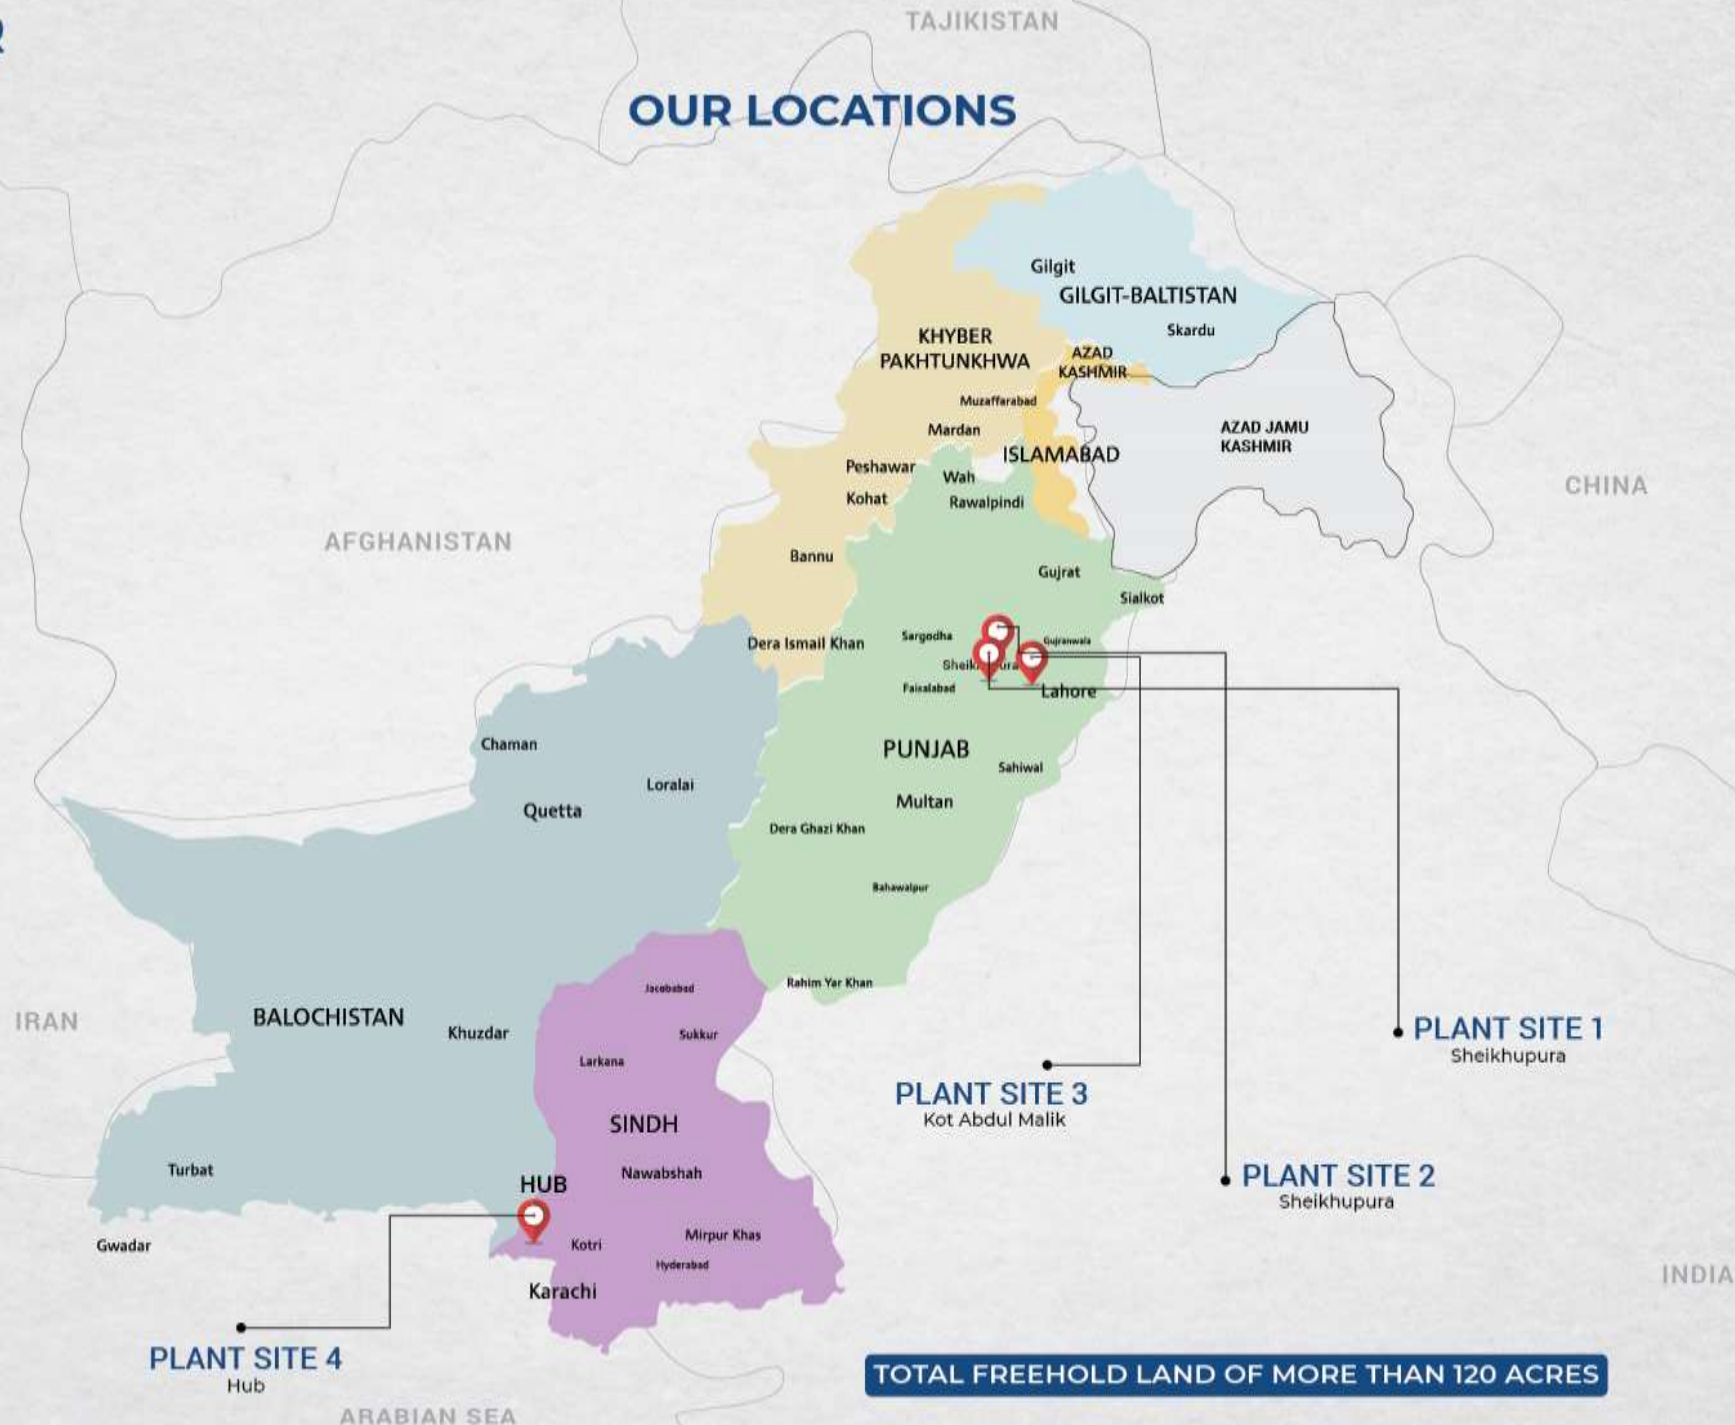 TAJIKISTAN
OUR LOCATIONS
Gilgit
GILGIT-BALTISTAN
Skardu
KHYBER
PAKHTUNKHWA
AZAD
KASHMIR
Muzaffarabad
Mardan
AZAD JAMU
KASHMIR
ISLAMABAD
Peshawar
Wah
CHINA
Kohat
Rawalpindi
AFGHANISTAN
Bannu
Gujrat
Sialkot
Sargodha
Gujranwala
Dera Ismail Khan
Faisalabad
Lahore
Chaman
PUNJAB
Sahiwal
Loralai
Multan
Quetta
Dera Ghazi Khan
Bahawalpur
Rahim Yar Khan
Jacobabad
IRAN
BALOCHISTAN
Khuzdar
Sukkur
Larkana
PLANT SITE 1
Sheikhupura
PLANT SITE 3
Kot Abdul Malik
SINDH
Turbat
Nawabshah
HUB
PLANT SITE 2
Sheikhupura
Mirpur Khas
Gwadar
Kotri
Hyderabad
Karachi
INDIA
PLANT SITE 4
Hub
TOTAL FREEHOLD LAND OF MORE THAN 120 ACRES
ARABIAN SEA